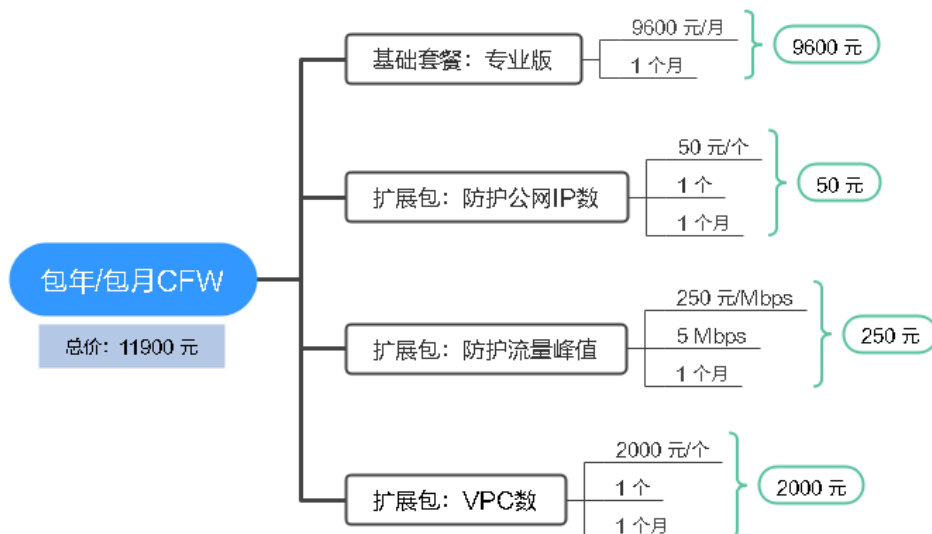 包年/包月CFW
总价：11900 元
基础套餐：专业版
9600 元/月
1 个月
9600 元
扩展包：防护公网IP数
50 元/个
1 个
1 个月
50 元
扩展包：防护流量峰值
250 元/Mbps
5 Mbps
1 个月
250 元
扩展包：VPC数
2000 元/个
1 个
1 个月
2000 元